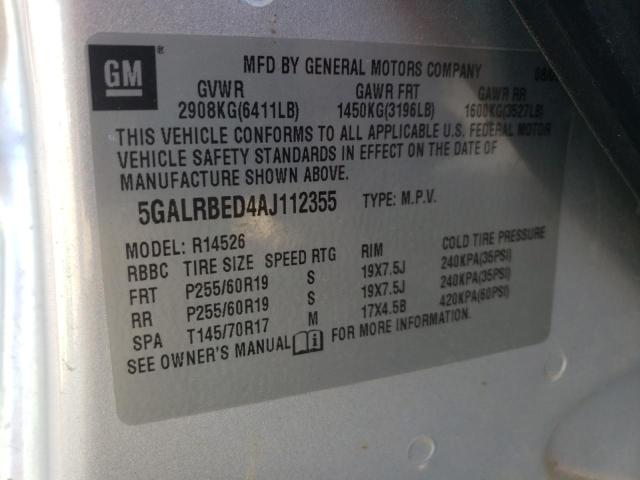 GM ®
MFD BY GENERAL MOTORS COMPANY
GVWR GAWR FRT GAWR RR
2908KG(6411LB) 1450KG(3196LB) 1600KG(3527LB)
THIS VEHICLE CONFORMS TO ALL APPLICABLE U.S. FEDERAL MOTOR
VEHICLE SAFETY STANDARDS IN EFFECT ON THE DATE OF
MANUFACTURE SHOWN ABOVE.
5GALRBED4AJ112355 TYPE: M.P.V.
MODEL: R14526
RBBC TIRE SIZE SPEED RTG RIM COLD TIRE PRESSURE
FRT P255/60R19 S 19X7.5J 240KPA(35PSI)
RR P255/60R19 S 19X7.5J 240KPA(35PSI)
SPA T145/70R17 M 17X4.5B 420KPA(60PSI)
SEE OWNER'S MANUAL i FOR MORE INFORMATION.